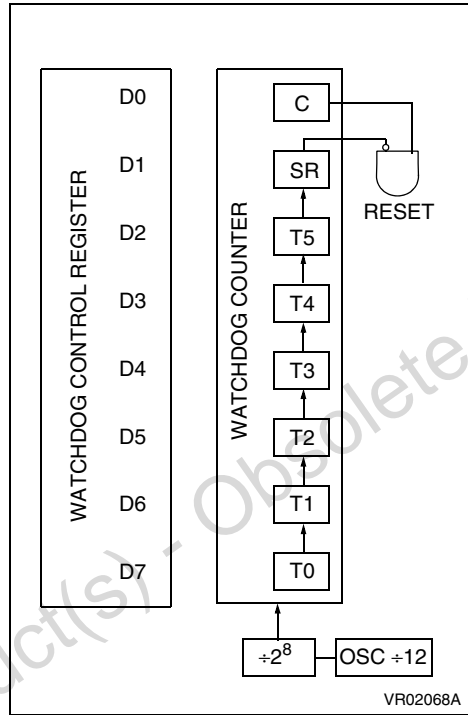 WATCHDOG CONTROL REGISTER
D0
D1
D2
D3
D4
D5
D6
D7
WATCHDOG COUNTER
C
SR
T5
T4
T3
T2
T1
T0
RESET
÷2⁸
OSC ÷12
VR02068A
ct(s) - Obsolete